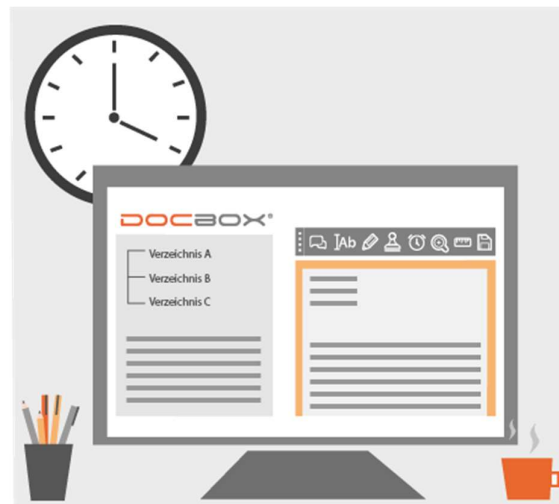 DOCBOX®
Verzeichnis A
Verzeichnis B
Verzeichnis C
Ab